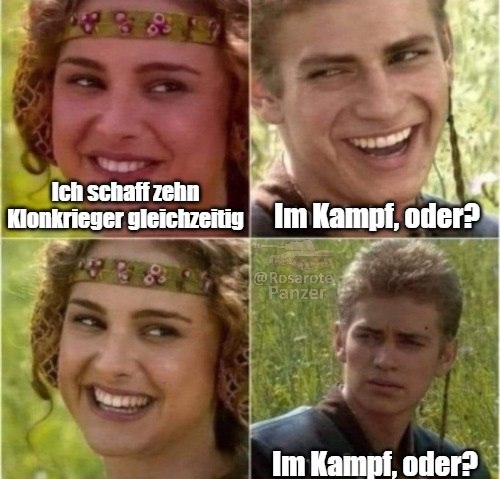 Ich schaff zehn
Klonkrieger gleichzeitig
Im Kampf, oder?
@Rosarote
Panzer
Im Kampf, oder?